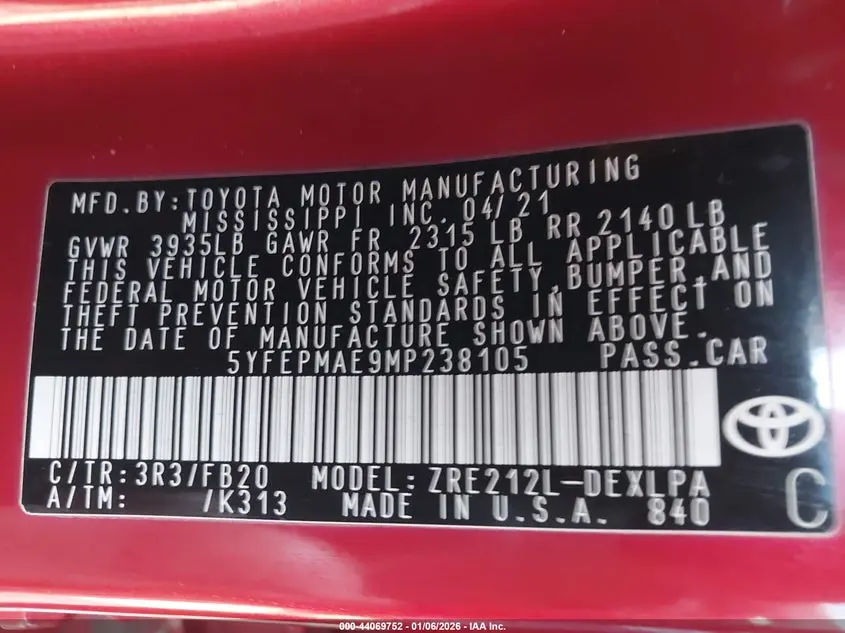 MFD.BY:TOYOTA MOTOR MANUFACTURING
MISSISSIPPI INC. 04/21
GVWR 3935LB GAWR FR 2315 LB RR 2140LB
THIS VEHICLE CONFORMS TO ALL APPLICABLE
FEDERAL MOTOR VEHICLE SAFETY,BUMPER,AND
THEFT PREVENTION STANDARDS IN EFFECT ON
THE DATE OF MANUFACTURE SHOWN ABOVE.
5YFEPMAE9MP238105 PASS.CAR
C/TR:3R3/FB20 MODEL:ZRE212L-DEXLPA
A/TM: /K313 MADE IN U.S.A. 840 C
000-44069752 - 01/06/2026 - IAA Inc.